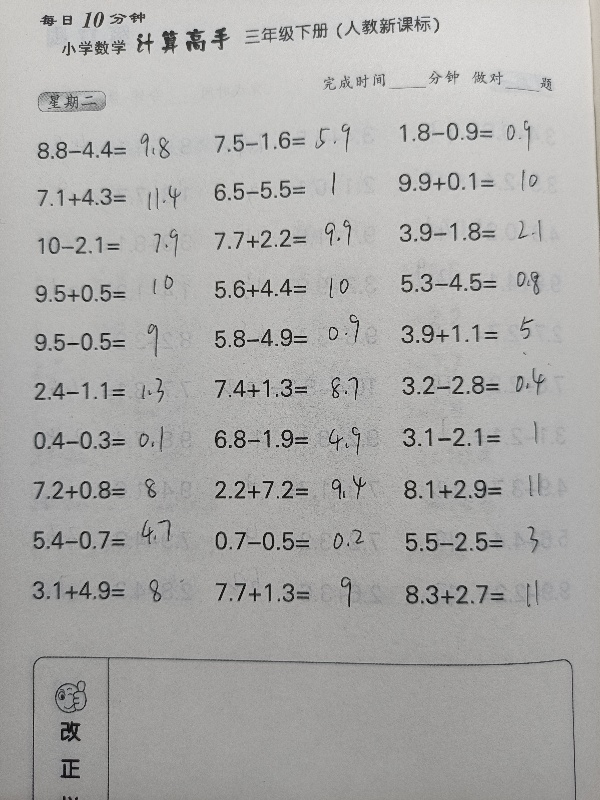 每日10分钟
小学数学 计算高手 三年级下册(人教新课标)
完成时间____分钟 做对____题
星期二
8.8−4.4= 9.8 7.5−1.6= 5.9 1.8−0.9= 0.9
7.1+4.3= 11.4 6.5−5.5= 1 9.9+0.1= 10
10−2.1= 7.9 7.7+2.2= 9.9 3.9−1.8= 2.1
9.5+0.5= 10 5.6+4.4= 10 5.3−4.5= 0.8
9.5−0.5= 9 5.8−4.9= 0.9 3.9+1.1= 5
2.4−1.1= 1.3 7.4+1.3= 8.7 3.2−2.8= 0.4
0.4−0.3= 0.1 6.8−1.9= 4.9 3.1−2.1= 1
7.2+0.8= 8 2.2+7.2= 9.4 8.1+2.9= 11
5.4−0.7= 4.7 0.7−0.5= 0.2 5.5−2.5= 3
3.1+4.9= 8 7.7+1.3= 9 8.3+2.7= 11
改
正